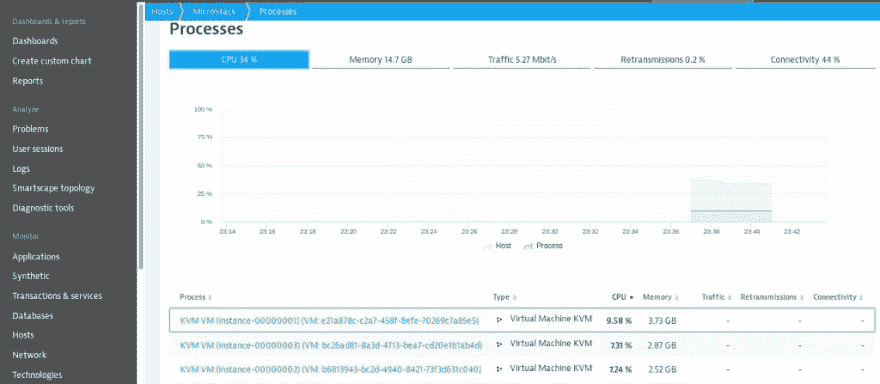 Dashboards & reports
Dashboards
Create custom chart
Reports
Analyze
Problems
User sessions
Logs
Smartscape topology
Diagnostic tools
Monitor
Applications
Synthetic
Transactions & services
Databases
Hosts
Network
Technologies
Hosts MicroStack Processes
Processes
CPU 34 % Memory 14.7 GB Traffic 5.27 Mbit/s Retransmissions 0.2 % Connectivity 44 %
100 %
75 %
50 %
25 %
0 %
23:14 23:16 23:18 23:20 23:22 23:24 23:26 23:28 23:30 23:32 23:34 23:36 23:38 23:40 23:42
Host Process
Process Type CPU Memory Traffic Retransmissions Connectivity
KVM VM (instance-00000001) (VM: e21a878c-c2a7-458f-8efe-70269c7a85e5) Virtual Machine KVM 9.58 % 3.73 GB - - -
KVM VM (instance-00000003) (VM: bc26ad81-8a3d-4713-bea7-cd20e161ab4d) Virtual Machine KVM 7.31 % 2.87 GB - - -
KVM VM (instance-00000002) (VM: b6813943-bc2d-4940-8421-73f3d631c040) Virtual Machine KVM 7.24 % 2.52 GB - - -